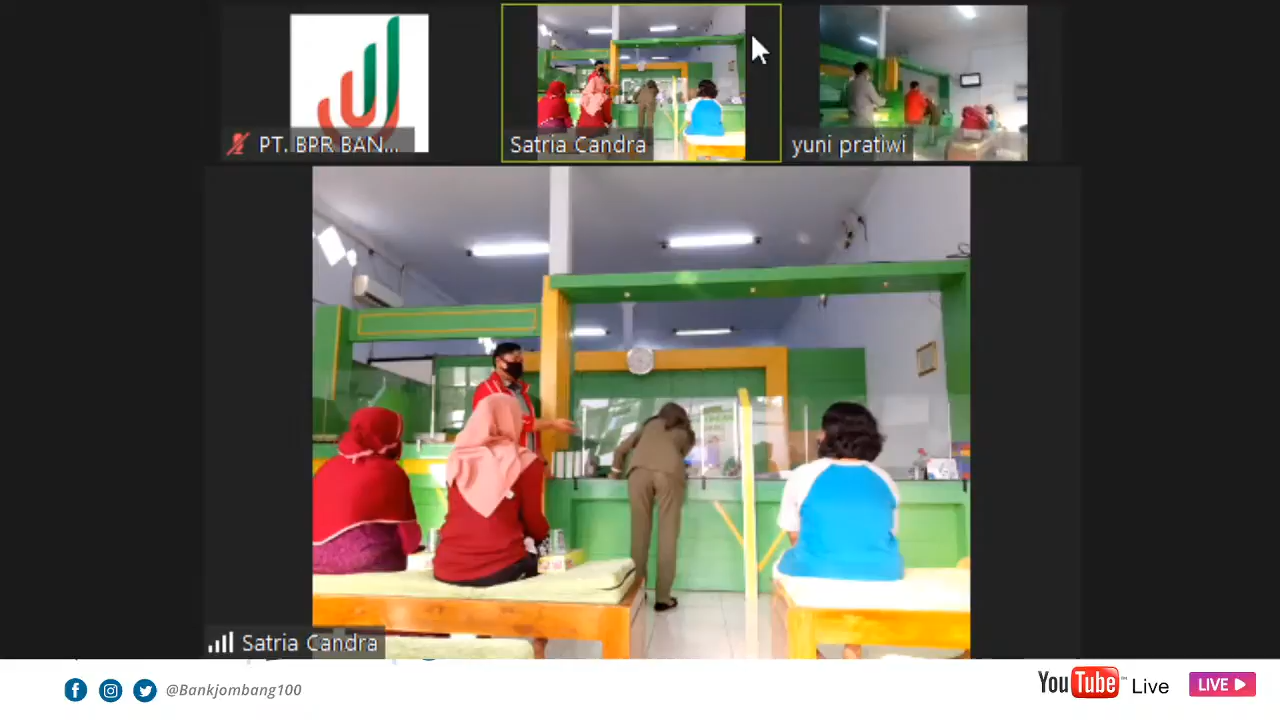 PT. BPR BAN...
Satria Candra
yuni pratiwi
Satria Candra
@Bankjombang100
YouTube Live
LIVE